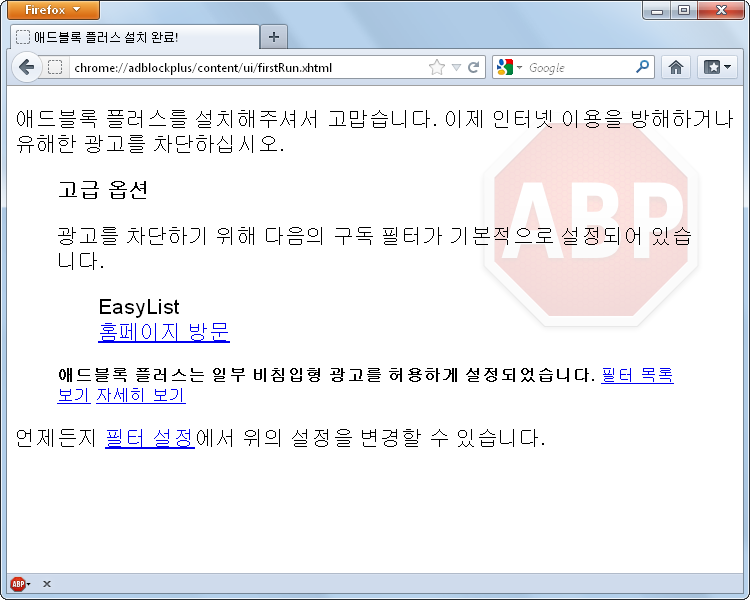 Firefox
애드블록 플러스 설치 완료!
chrome://adblockplus/content/ui/firstRun.xhtml
Google
애드블록 플러스를 설치해주셔서 고맙습니다. 이제 인터넷 이용을 방해하거나
유해한 광고를 차단하십시오.
ABP
고급 옵션
광고를 차단하기 위해 다음의 구독 필터가 기본적으로 설정되어 있습
니다.
EasyList
홈페이지 방문
애드블록 플러스는 일부 비침입형 광고를 허용하게 설정되었습니다. 필터 목록
보기 자세히 보기
언제든지 필터 설정에서 위의 설정을 변경할 수 있습니다.
ABP